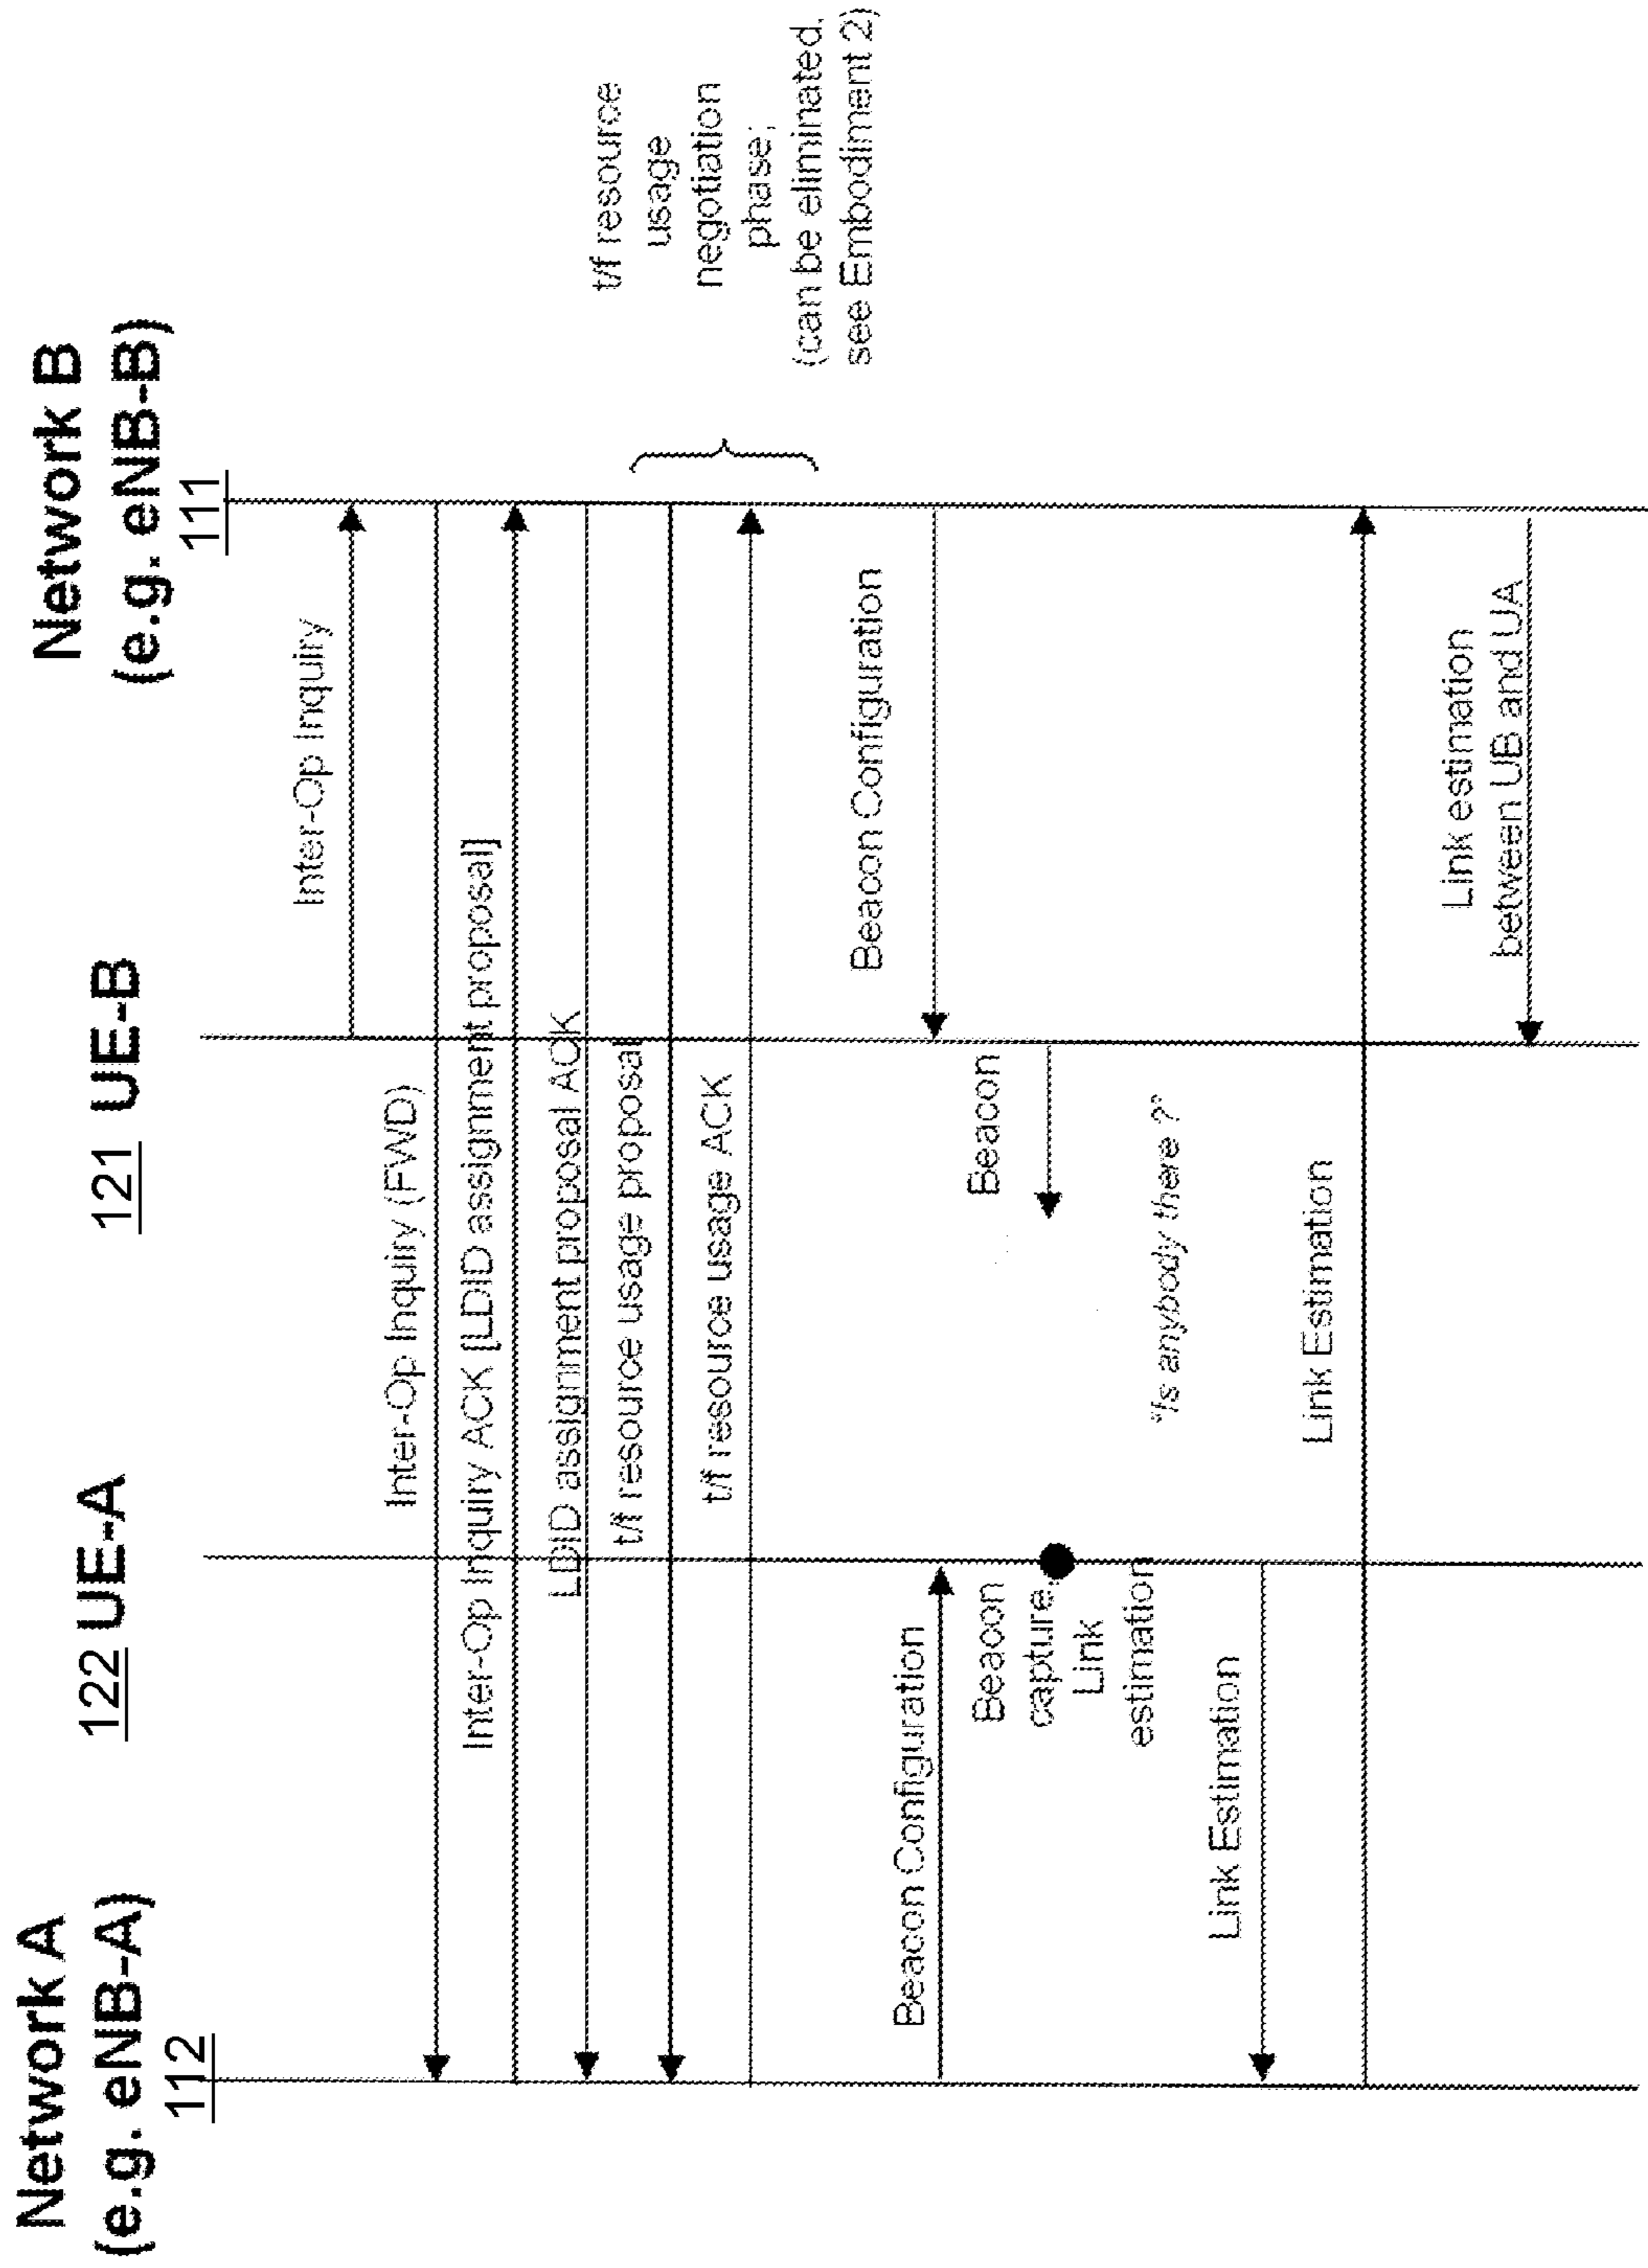 Network A
(e.g. eNB-A)
112
122 UE-A
121 UE-B
Network B
(e.g. eNB-B)
111
Inter-Op Inquiry
Inter-Op Inquiry (FWD)
Inter-Op Inquiry ACK [LDID assignment proposal]
LDID assignment proposal ACK
t/f resource usage proposal
t/f resource usage ACK
t/f resource
usage
negotiation
phase;
(can be eliminated.
see Embodiment 2)
Beacon Configuration
Beacon Configuration
Beacon
Beacon
capture,
Link
estimation
"Is anybody there ?"
Link Estimation
Link Estimation
Link estimation
between UB and UA